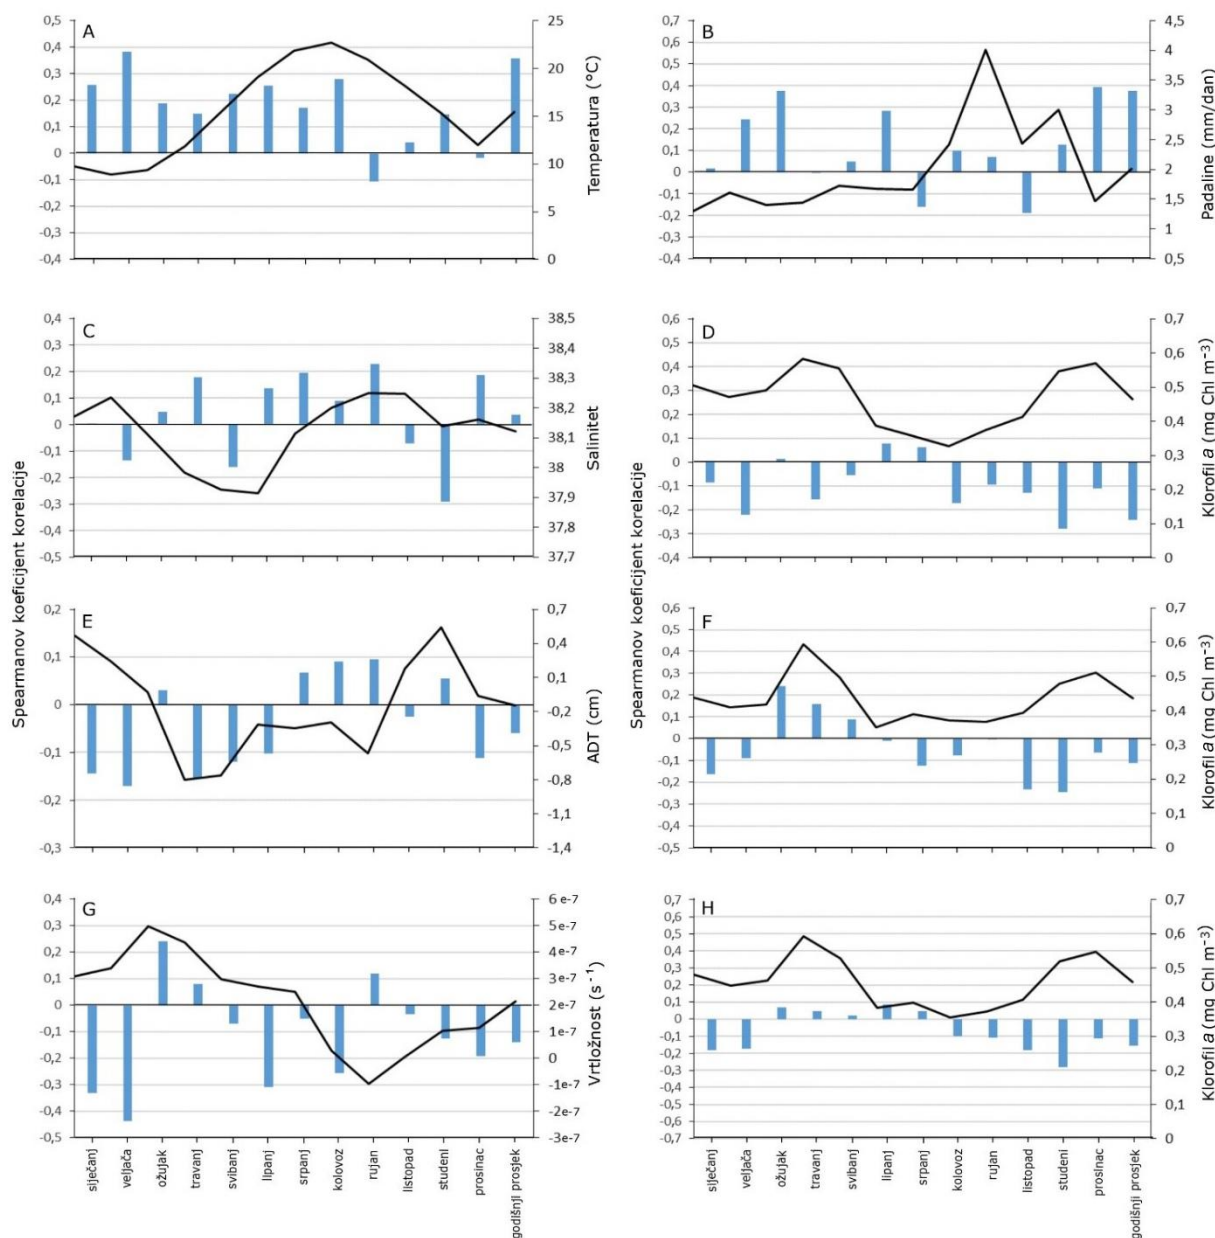 A
0,5
0,4
0,3
0,2
0,1
0
-0,1
-0,2
-0,3
-0,4
25
20
15
10
5
0
Temperatura (°C)
B
0,7
0,6
0,5
0,4
0,3
0,2
0,1
0
-0,1
-0,2
-0,3
-0,4
4,5
4
3,5
3
2,5
2
1,5
1
0,5
Padaline (mm/dan)
C
0,4
0,3
0,2
0,1
0
-0,1
-0,2
-0,3
-0,4
-0,5
38,5
38,4
38,3
38,2
38,1
38
37,9
37,8
37,7
Salinitet
D
0,6
0,5
0,4
0,3
0,2
0,1
0
-0,1
-0,2
-0,3
-0,4
0,7
0,6
0,5
0,4
0,3
0,2
0,1
0
Klorofil a (mg Chl m⁻³)
Spearmanov koeficijent korelacije
Spearmanov koeficijent korelacije
E
0,2
0,1
0
-0,1
-0,2
-0,3
0,7
0,4
0,1
-0,2
-0,5
-0,8
-1,1
-1,4
ADT (cm)
F
0,6
0,5
0,4
0,3
0,2
0,1
0
-0,1
-0,2
-0,3
-0,4
-0,5
0,7
0,6
0,5
0,4
0,3
0,2
0,1
0
Klorofil a (mg Chl m⁻³)
G
0,4
0,3
0,2
0,1
0
-0,1
-0,2
-0,3
-0,4
-0,5
6 e-7
5e-7
4e-7
3e-7
2e-7
1e-7
0
-1e-7
-2e-7
-3e-7
Vrtložnost (s⁻¹)
siječanj
veljača
ožujak
travanj
svibanj
lipanj
srpanj
kolovoz
rujan
listopad
studeni
prosinac
godišnji prosjek
H
0,7
0,6
0,5
0,4
0,3
0,2
0,1
0
-0,1
-0,2
-0,3
-0,4
-0,5
-0,6
-0,7
0,7
0,6
0,5
0,4
0,3
0,2
0,1
0
Klorofil a (mg Chl m⁻³)
siječanj
veljača
ožujak
travanj
svibanj
lipanj
srpanj
kolovoz
rujan
listopad
studeni
prosinac
godišnji prosjek